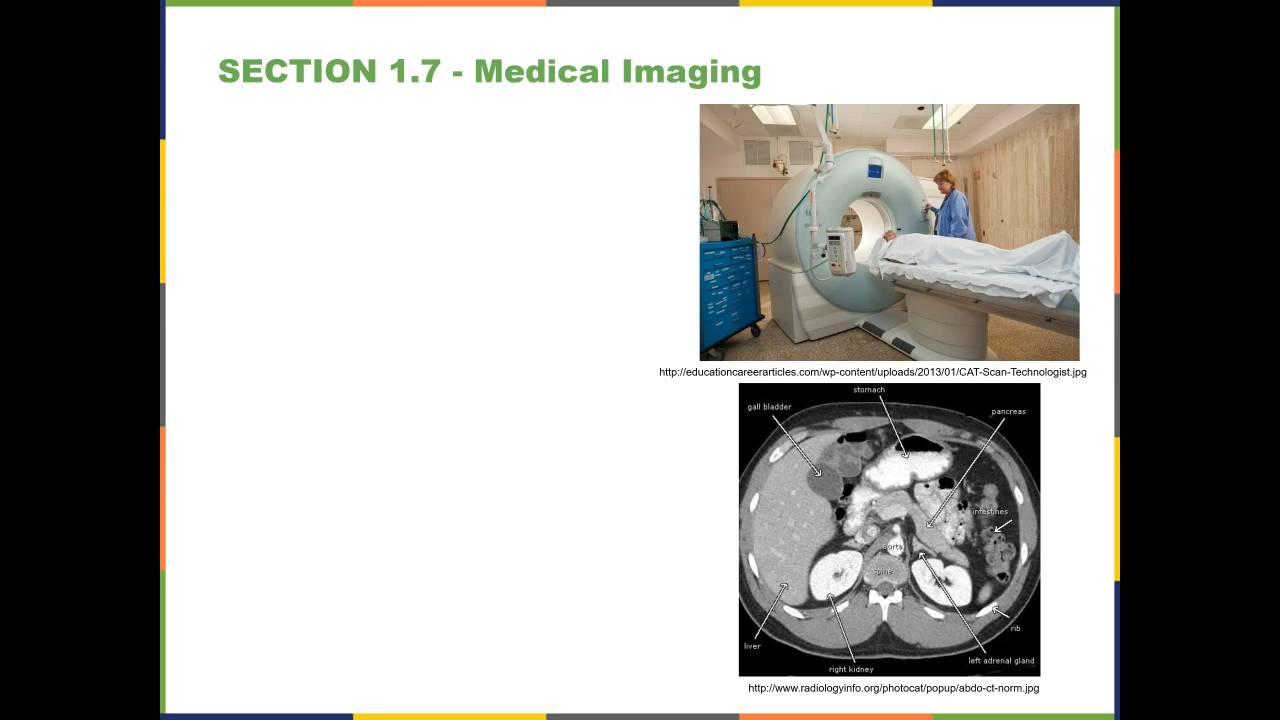 SECTION 1.7 - Medical Imaging
http://educationcareerarticles.com/wp-content/uploads/2013/01/CAT-Scan-Technologist.jpg
stomach
gall bladder
pancreas
intestines
aorta
spine
rib
liver
left adrenal gland
right kidney
http://www.radiologyinfo.org/photocat/popup/abdo-ct-norm.jpg